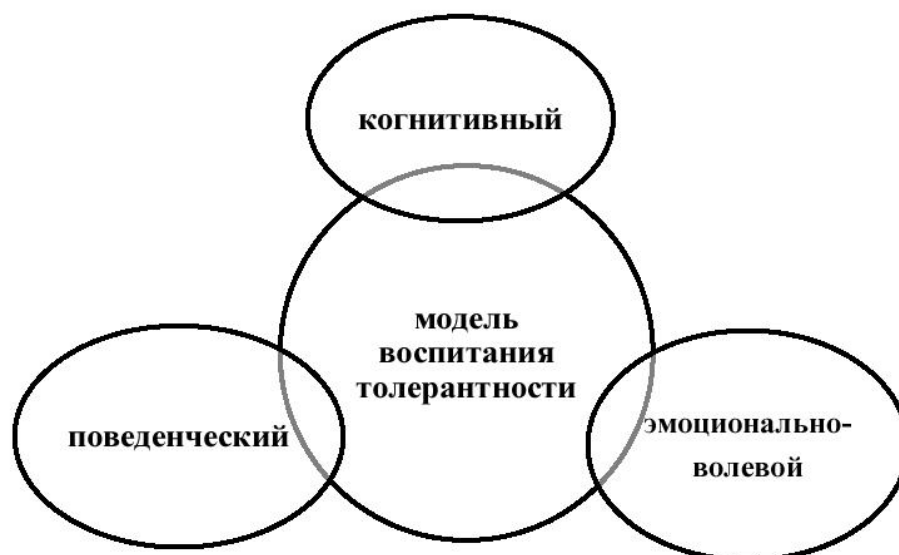 когнитивный
модель
воспитания
толерантности
поведенческий
эмоционально-
волевой